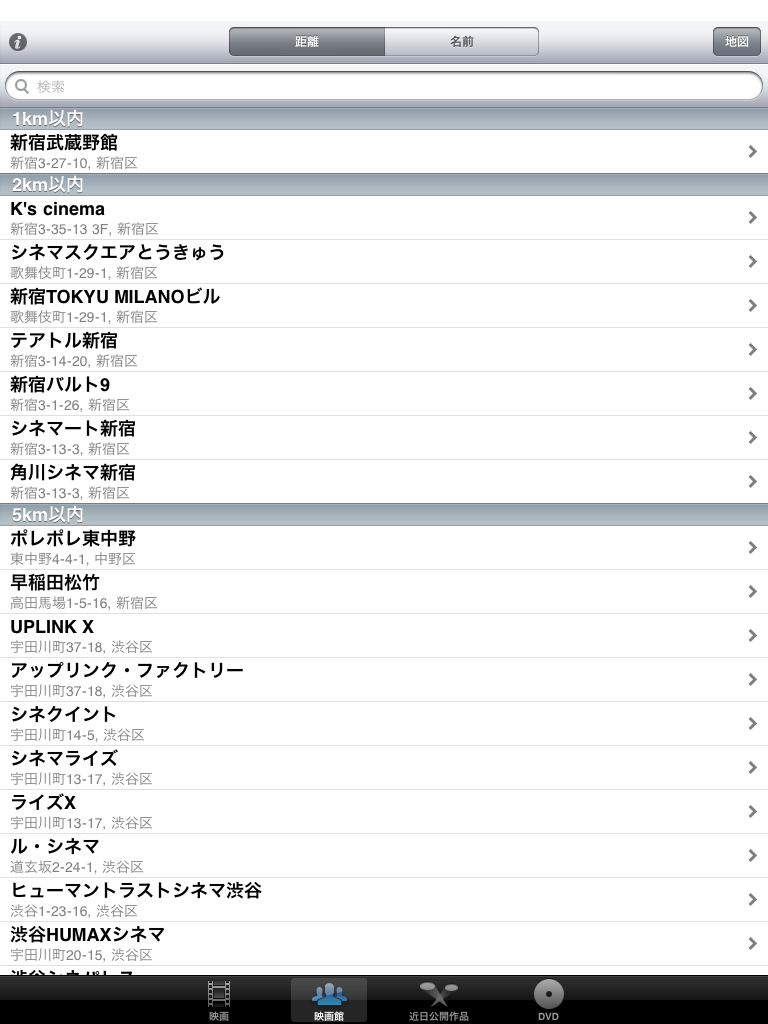 距離 名前 地図
検索
1km以内
新宿武蔵野館
新宿3-27-10, 新宿区
2km以内
K's cinema
新宿3-35-13 3F, 新宿区
シネマスクエアとうきゅう
歌舞伎町1-29-1, 新宿区
新宿TOKYU MILANOビル
歌舞伎町1-29-1, 新宿区
テアトル新宿
新宿3-14-20, 新宿区
新宿バルト9
新宿3-1-26, 新宿区
シネマート新宿
新宿3-13-3, 新宿区
角川シネマ新宿
新宿3-13-3, 新宿区
5km以内
ポレポレ東中野
東中野4-4-1, 中野区
早稲田松竹
高田馬場1-5-16, 新宿区
UPLINK X
宇田川町37-18, 渋谷区
アップリンク・ファクトリー
宇田川町37-18, 渋谷区
シネクイント
宇田川町14-5, 渋谷区
シネマライズ
宇田川町13-17, 渋谷区
ライズX
宇田川町13-17, 渋谷区
ル・シネマ
道玄坂2-24-1, 渋谷区
ヒューマントラストシネマ渋谷
渋谷1-23-16, 渋谷区
渋谷HUMAXシネマ
宇田川町20-15, 渋谷区
映画 映画館 近日公開作品 DVD